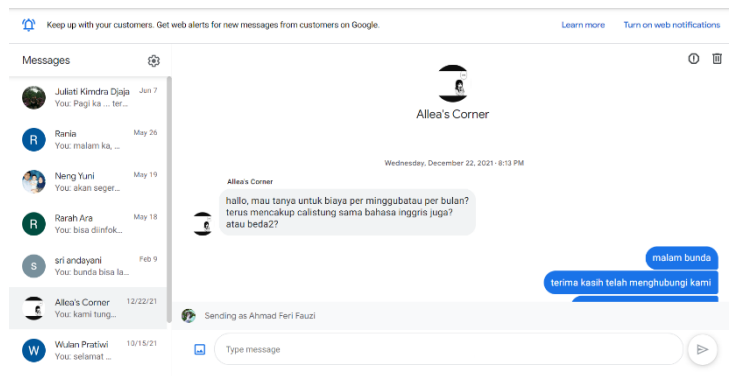 Keep up with your customers. Get web alerts for new messages from customers on Google.
Learn more
Turn on web notifications
Messages
Juliati Kimdra Djaja Jun 7
You: Pagi ka ... ter...
R
Rania May 26
You: malam ka, ...
Neng Yuni May 19
You: akan seger...
R
Rarah Ara May 18
You: bisa diinfok...
S
sri andayani Feb 9
You: bunda bisa la...
Allea's Corner 12/22/21
You: kami tung...
W
Wulan Pratiwi 10/15/21
You: selamat ...
Allea's Corner
Wednesday, December 22, 2021 · 8:13 PM
Allea's Corner
hallo, mau tanya untuk biaya per minggubatau per bulan?
terus mencakup calistung sama bahasa inggris juga?
atau beda2?
malam bunda
terima kasih telah menghubungi kami
Sending as Ahmad Feri Fauzi
Type message